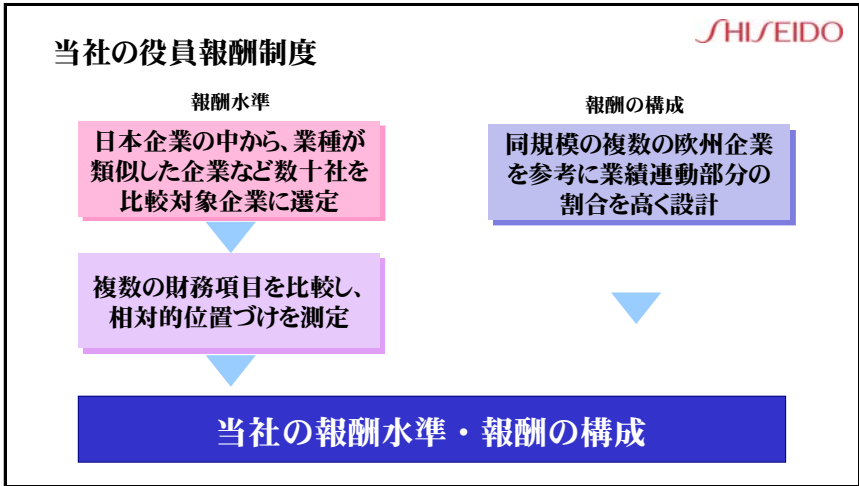 SHISEIDO
当社の役員報酬制度
報酬水準
日本企業の中から、業種が
類似した企業など数十社を
比較対象企業に選定
複数の財務項目を比較し、
相対的位置づけを測定
報酬の構成
同規模の複数の欧州企業
を参考に業績連動部分の
割合を高く設計
当社の報酬水準・報酬の構成